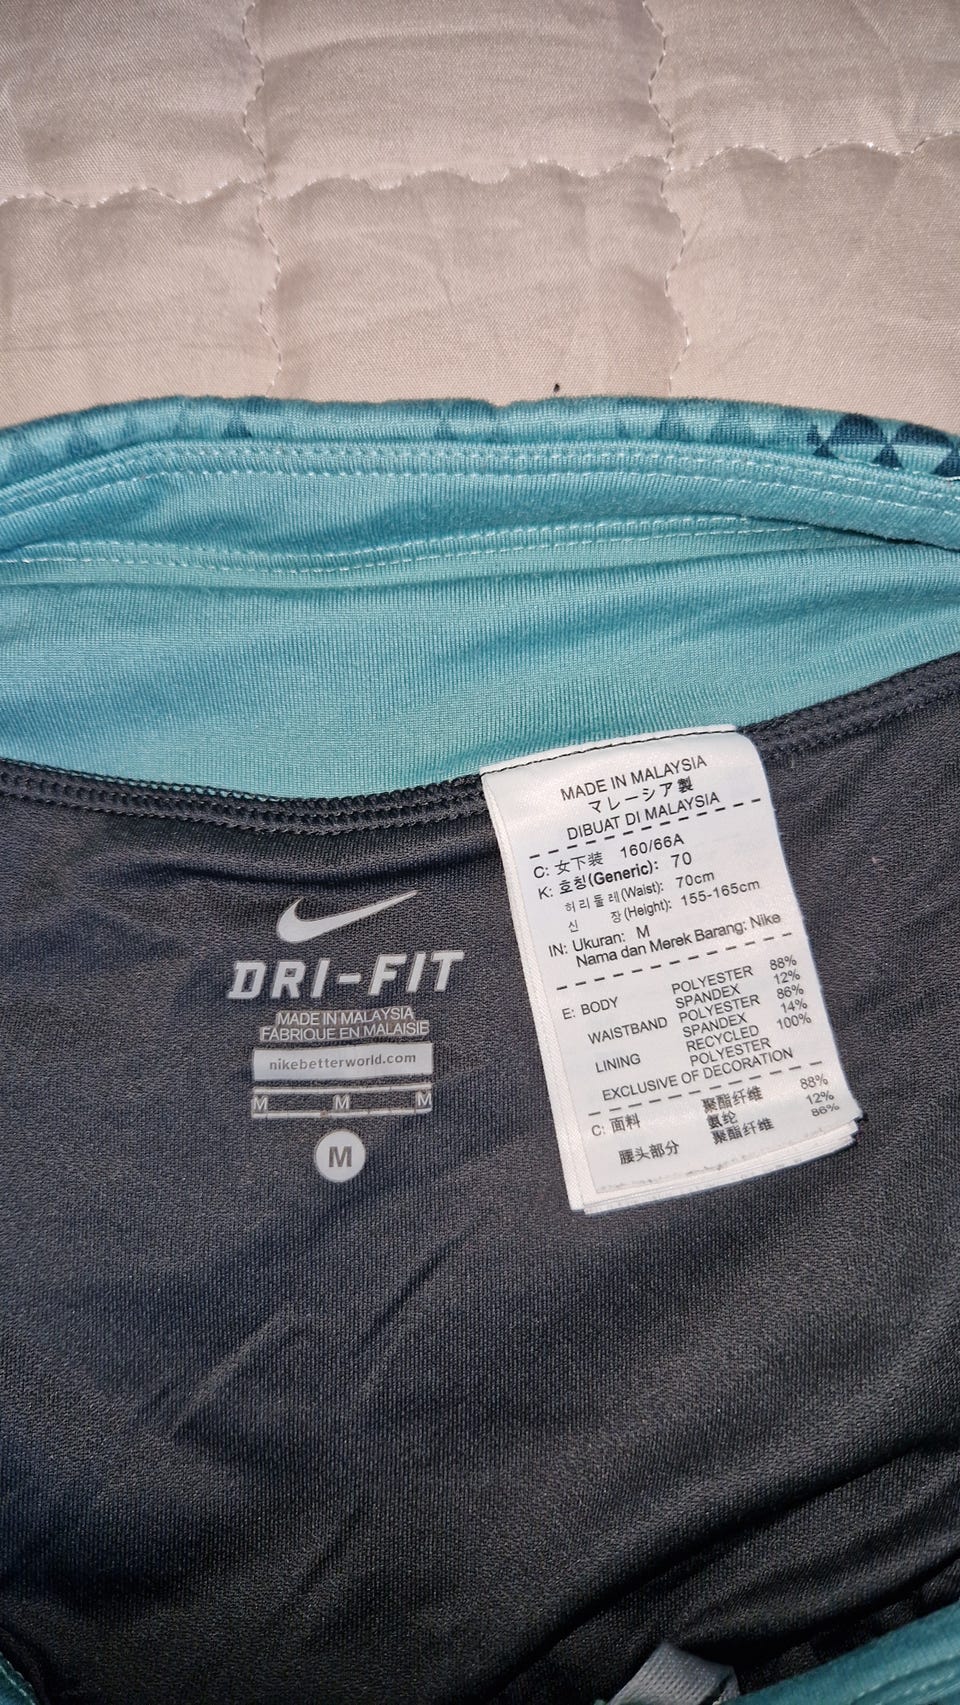 DRI-FIT
MADE IN MALAYSIA
FABRIQUE EN MALAISIE
nikebetterworld.com
M M M
M
MADE IN MALAYSIA
マレーシア製
DIBUAT DI MALAYSIA
C: 女下装 160/66A
K: 호칭(Generic): 70
허리둘레(Waist): 70cm
신 장(Height): 155-165cm
IN: Ukuran: M
Nama dan Merek Barang: Nike
E: BODY POLYESTER 88%
SPANDEX 12%
WAISTBAND POLYESTER 86%
SPANDEX 14%
LINING RECYCLED 100%
POLYESTER
EXCLUSIVE OF DECORATION
C: 面料 聚酯纤维 88%
氨纶 12%
腰头部分 聚酯纤维 86%